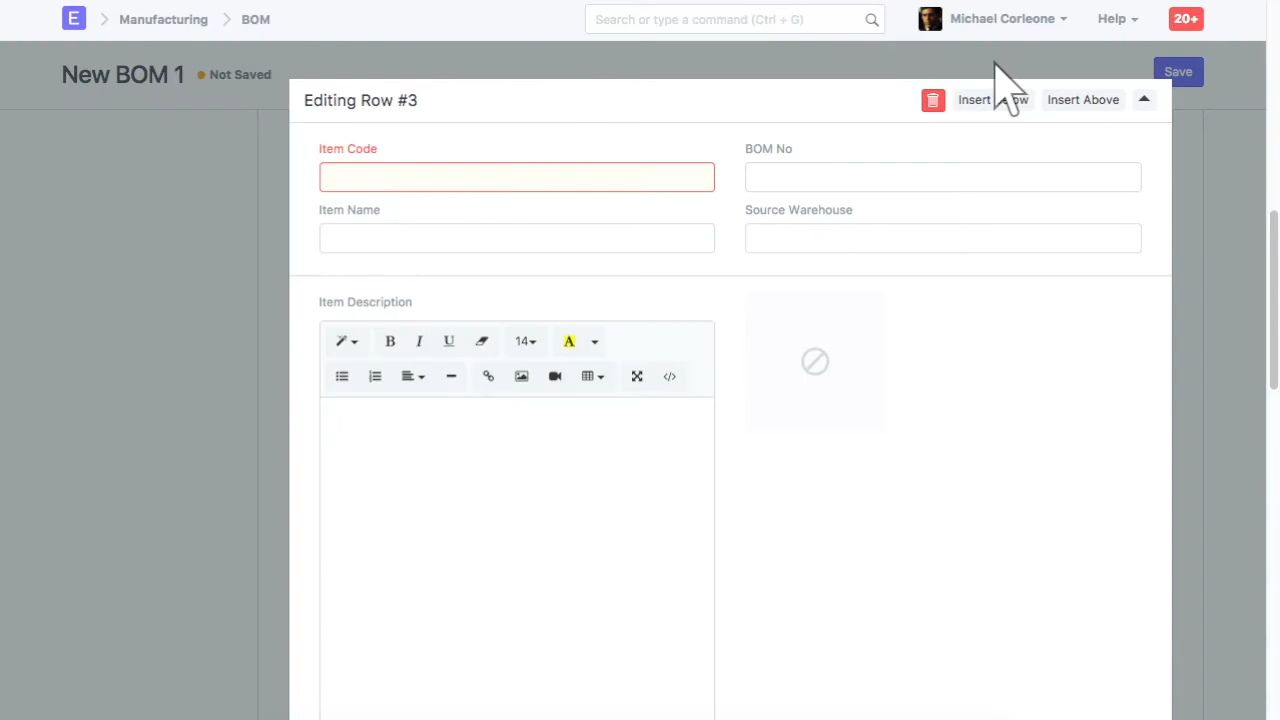 E Manufacturing BOM Search or type a command (Ctrl + G) Michael Corleone Help 20+
New BOM 1 Not Saved Save
Editing Row #3 Insert Above
Item Code BOM No
Item Name Source Warehouse
Item Description
B I U 14 A